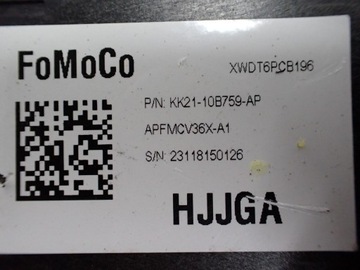 FoMoCo
XWDT6PCB196
P/N: KK21-10B759-AP
APFMCV36X-A1
S/N: 23118150126
HJJGA